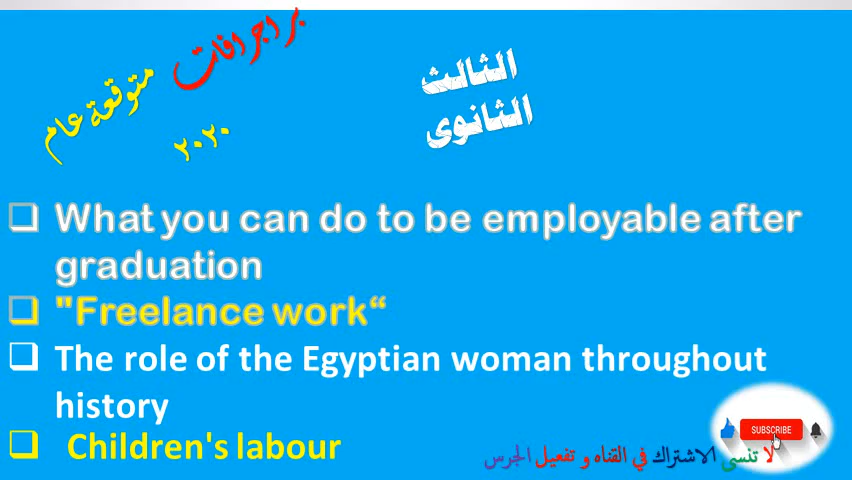 براجرافات متوقعة عام
٢٠٢٠
الثالث
الثانوى
❑ What you can do to be employable after
graduation
❑ "Freelance work“
❑ The role of the Egyptian woman throughout
history
❑ Children's labour
SUBSCRIBE
لا تنسى الاشتراك في القناه و تفعيل الجرس